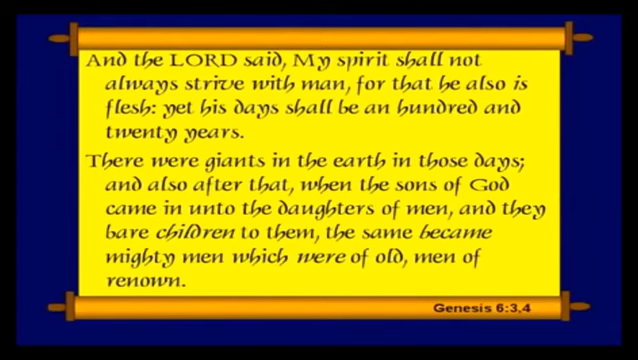 And the LORD said, My spirit shall not
always strive with man, for that he also is
flesh: yet his days shall be an hundred and
twenty years.
There were giants in the earth in those days;
and also after that, when the sons of God
came in unto the daughters of men, and they
bare children to them, the same became
mighty men which were of old, men of
renown.
Genesis 6:3,4